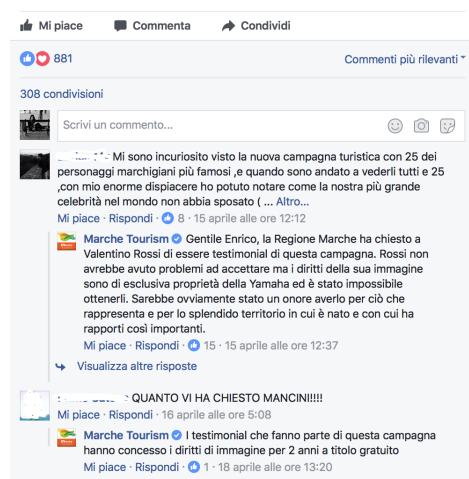 Mi piace Commenta Condividi
881 Commenti più rilevanti
308 condivisioni
Scrivi un commento...
Mi sono incuriosito visto la nuova campagna turistica con 25 dei
personaggi marchigiani più famosi ,e quando sono andato a vederli tutti e 25
,con mio enorme dispiacere ho potuto notare come la nostra più grande
celebrità nel mondo non abbia sposato ( ... Altro...
Mi piace · Rispondi · 8 · 15 aprile alle ore 12:12
Marche Tourism Gentile Enrico, la Regione Marche ha chiesto a
Valentino Rossi di essere testimonial di questa campagna. Rossi non
avrebbe avuto problemi ad accettare ma i diritti della sua immagine
sono di esclusiva proprietà della Yamaha ed è stato impossibile
ottenerli. Sarebbe ovviamente stato un onore averlo per ciò che
rappresenta e per lo splendido territorio in cui è nato e con cui ha
rapporti così importanti.
Mi piace · Rispondi · 15 · 15 aprile alle ore 12:37
Visualizza altre risposte
QUANTO VI HA CHIESTO MANCINI!!!!
Mi piace · Rispondi · 16 aprile alle ore 5:08
Marche Tourism I testimonial che fanno parte di questa campagna
hanno concesso i diritti di immagine per 2 anni a titolo gratuito
Mi piace · Rispondi · 1 · 18 aprile alle ore 13:20